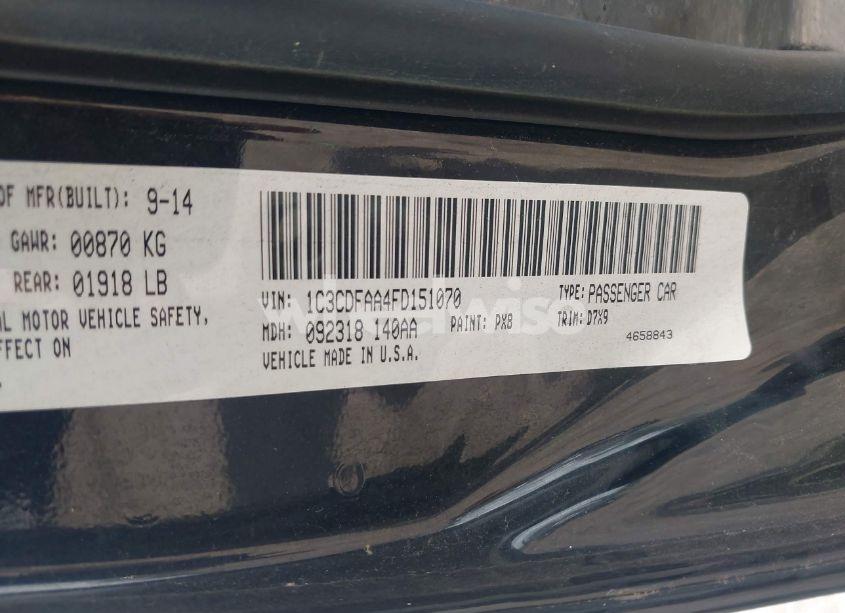 OF MFR(BUILT): 9-14
GAWR: 00870 KG
REAR: 01918 LB
AL MOTOR VEHICLE SAFETY,
FFECT ON
VIN: 1C3CDFAA4FD151070
TYPE: PASSENGER CAR
MDH: 092318 140AA
PAINT: PX8
TRIM: D7X9
VEHICLE MADE IN U.S.A.
4658843